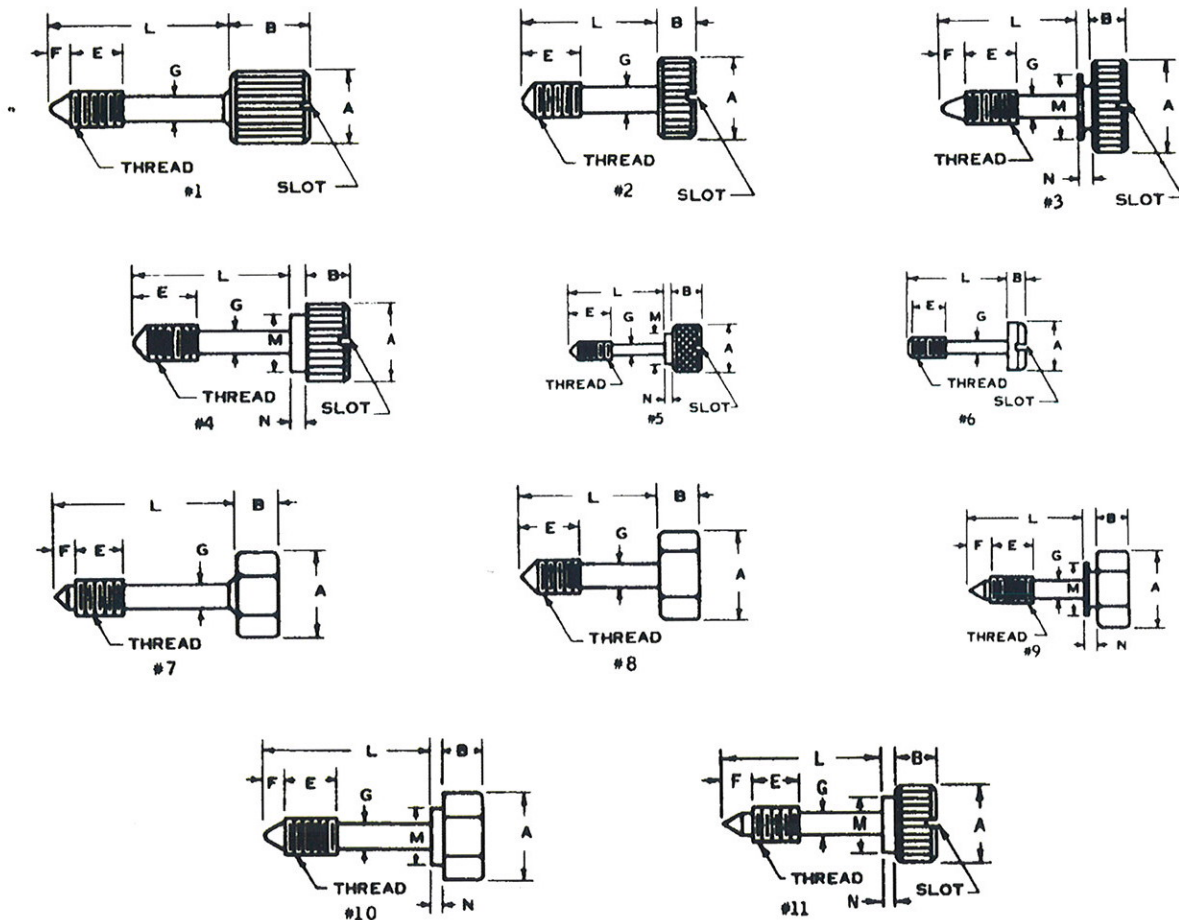 L B
F E
G
A
THREAD
SLOT
#1
L B
E
G
A
THREAD
SLOT
#2
L B
F E G
M A
THREAD
N
SLOT
#3
L B
E
G
M A
THREAD
SLOT
N
#4
L B
E G M
A
THREAD
N
SLOT
#5
L B
E
G
A
THREAD
SLOT
#6
L B
F E
G
A
THREAD
#7
L B
E
G
A
THREAD
#8
L B
F E
G
M A
THREAD
N
#9
L B
F E
G
M A
THREAD
N
#10
L B
F E
G
M A
THREAD
N
SLOT
#11